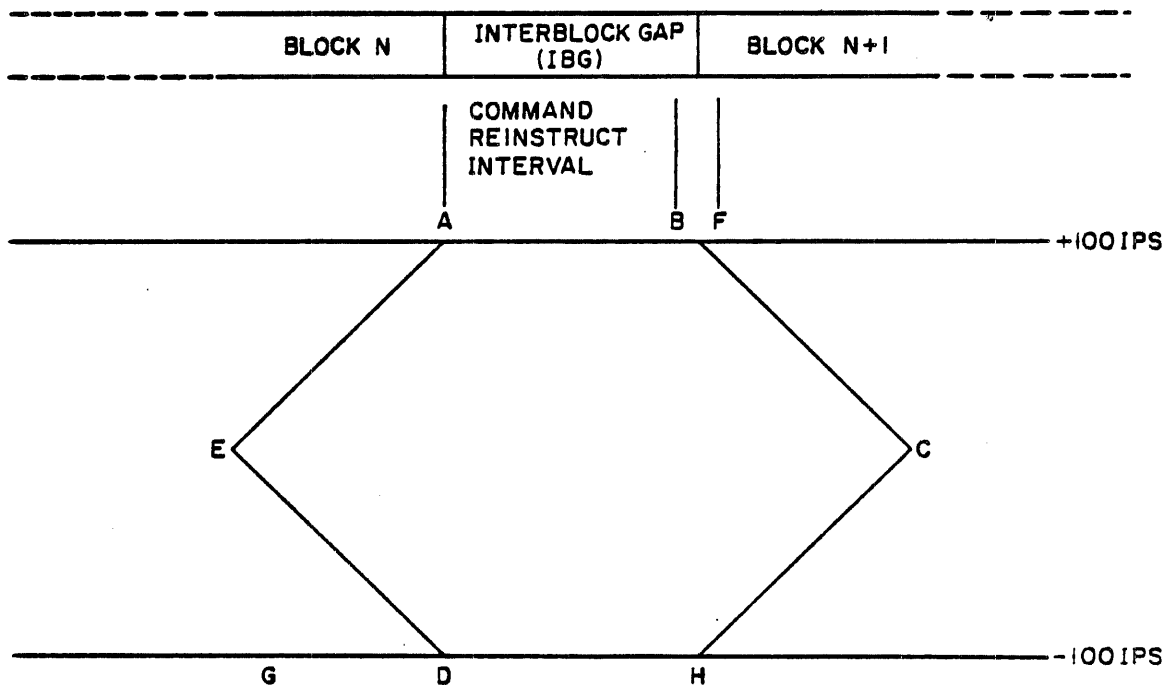 BLOCK N
INTERBLOCK GAP
(IBG)
BLOCK N+1
COMMAND
REINSTRUCT
INTERVAL
A
B
F
+100 IPS
E
C
-100 IPS
G
D
H